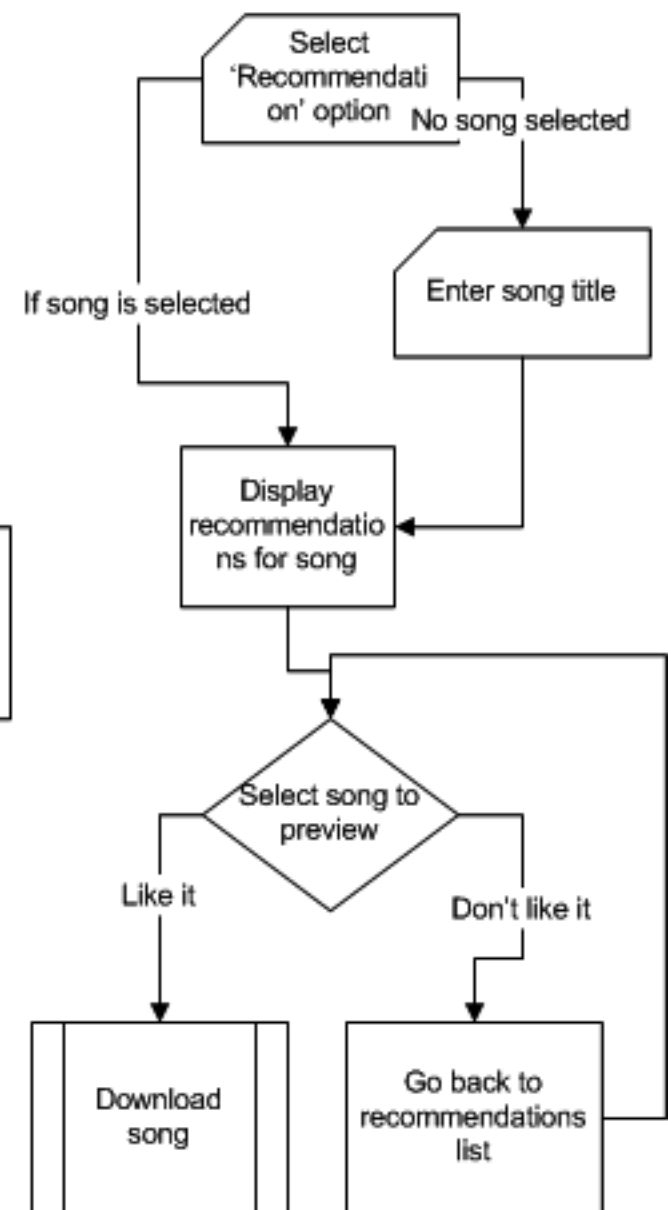 Select
‘Recommendati
on' option
No song selected
Enter song title
If song is selected
Display
recommendatio
ns for song
Select song to
preview
Like it
Don't like it
Download
song
Go back to
recommendations
list